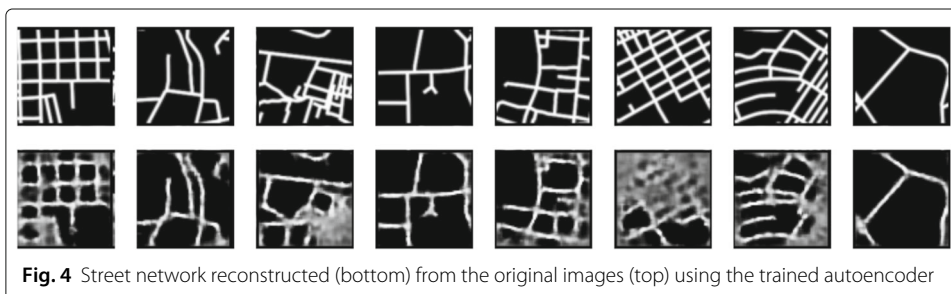 Fig. 4 Street network reconstructed (bottom) from the original images (top) using the trained autoencoder